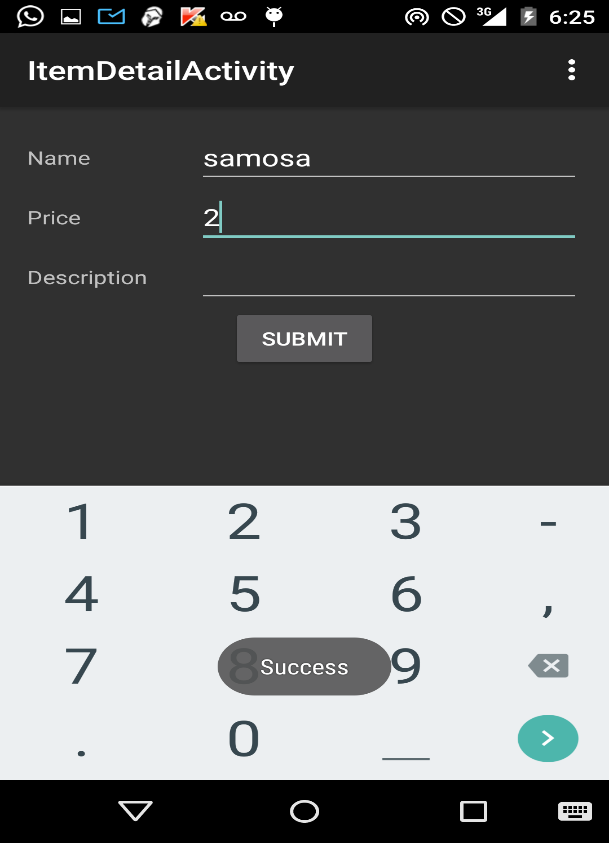 3G 6:25
ItemDetailActivity
Name samosa
Price 2
Description
SUBMIT
1 2 3 -
4 5 6 ,
7 8 9
Success
. 0 _